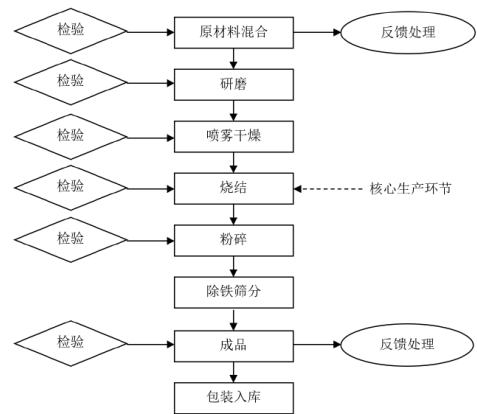 检验
原材料混合
反馈处理
检验
研磨
检验
喷雾干燥
检验
烧结
核心生产环节
检验
粉碎
除铁筛分
检验
成品
反馈处理
包装入库